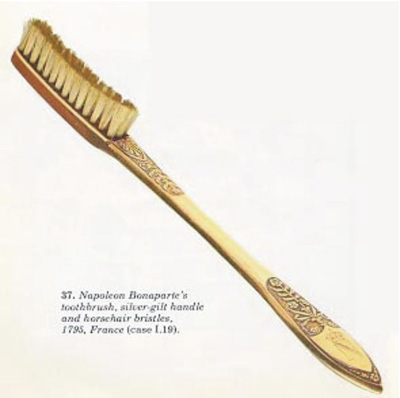 37. Napoleon Bonaparte's
toothbrush, silver-gilt handle
and horsehair bristles,
1795, France (case I.19).